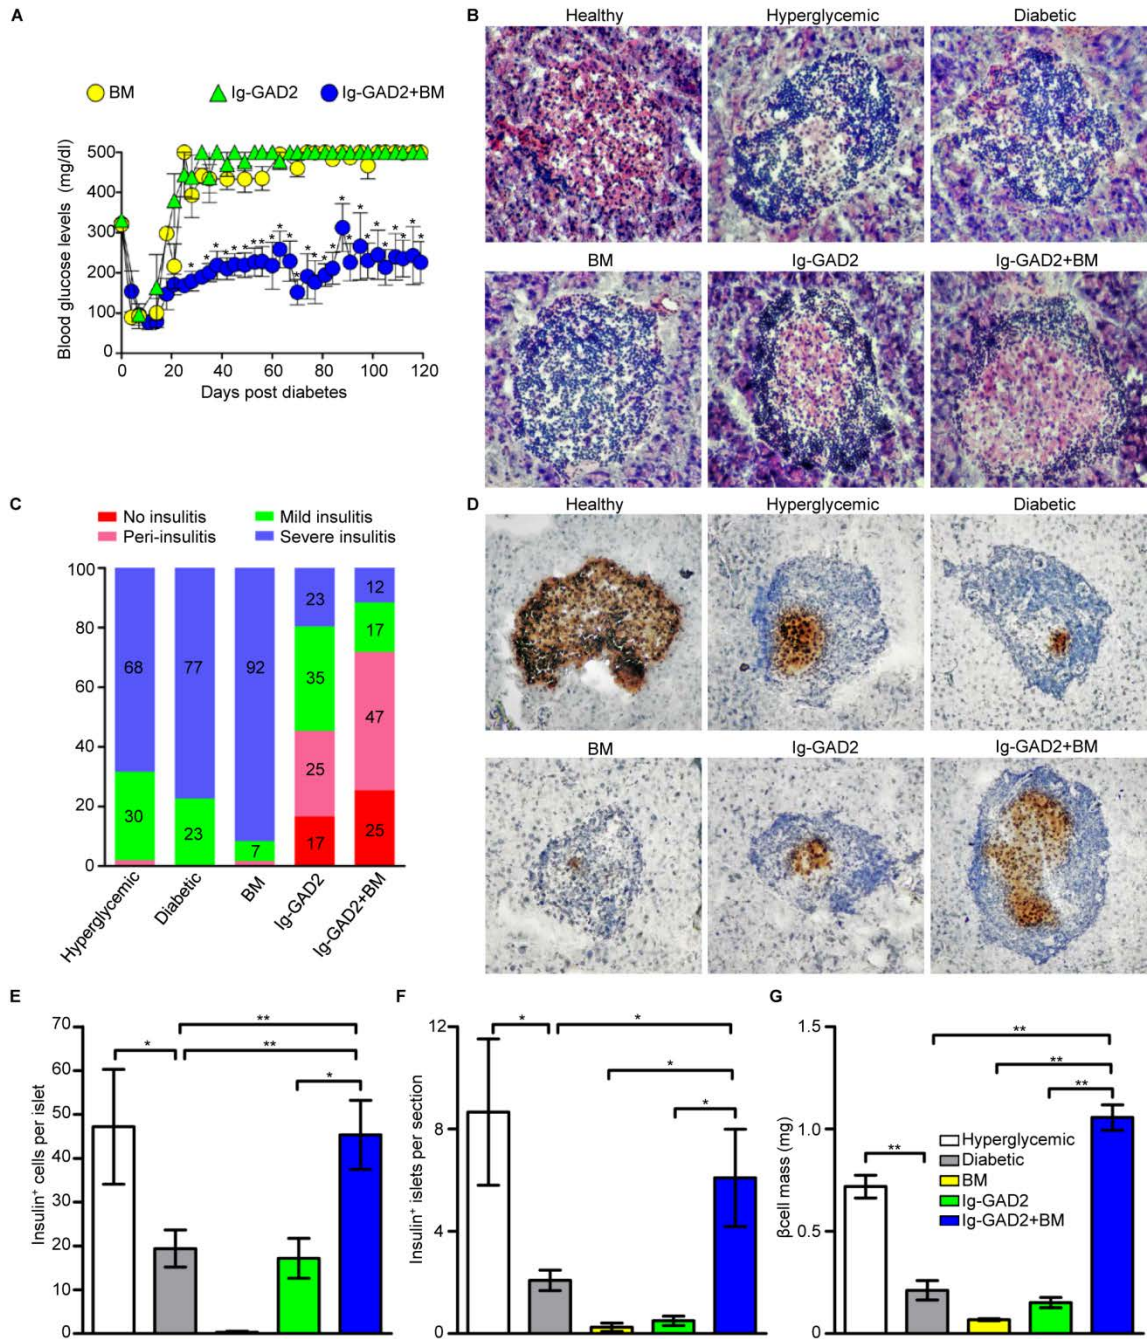 A
BM Ig-GAD2 Ig-GAD2+BM
Blood glucose levels (mg/dl)
500
400
300
200
100
0
* * * * * * * * * * * * * * * * * * * * * * * *
0 20 40 60 80 100 120
Days post diabetes
B
Healthy Hyperglycemic Diabetic
BM Ig-GAD2 Ig-GAD2+BM
C
No insulitis Mild insulitis
Peri-insulitis Severe insulitis
100
80
60
40
20
0
68 77 92 23 12
35 17
25 47
30 23 7 17 25
Hyperglycemic Diabetic BM Ig-GAD2 Ig-GAD2+BM
D
Healthy Hyperglycemic Diabetic
BM Ig-GAD2 Ig-GAD2+BM
E
Insulin+ cells per islet
70
60
50
40
30
20
10
0
**
* **
*
F
Insulin+ islets per section
12
8
4
0
* *
*
*
G
βcell mass (mg)
1.5
1.0
0.5
0
**
**
**
**
Hyperglycemic
Diabetic
BM
Ig-GAD2
Ig-GAD2+BM